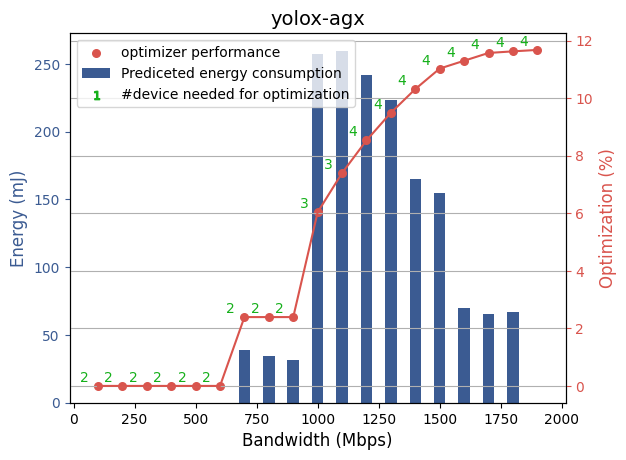 yolox-agx
optimizer performance
Prediceted energy consumption
1 #device needed for optimization
Energy (mJ)
250
200
150
100
50
0
Optimization (%)
12
10
8
6
4
2
0
2 2 2 2 2 2 2 2 2 3 3 4 4 4 4 4 4 4 4
0 250 500 750 1000 1250 1500 1750 2000
Bandwidth (Mbps)